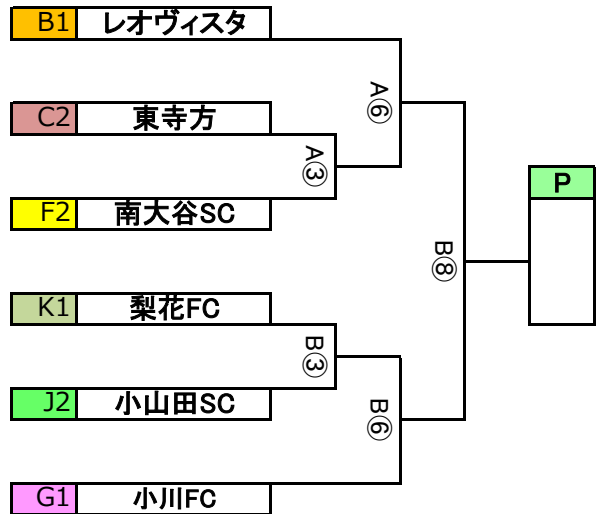 B1 レオヴィスタ
A⑥
C2 東寺方
A③
P
F2 南大谷SC
B⑧
K1 梨花FC
B③
J2 小山田SC
B⑥
G1 小川FC